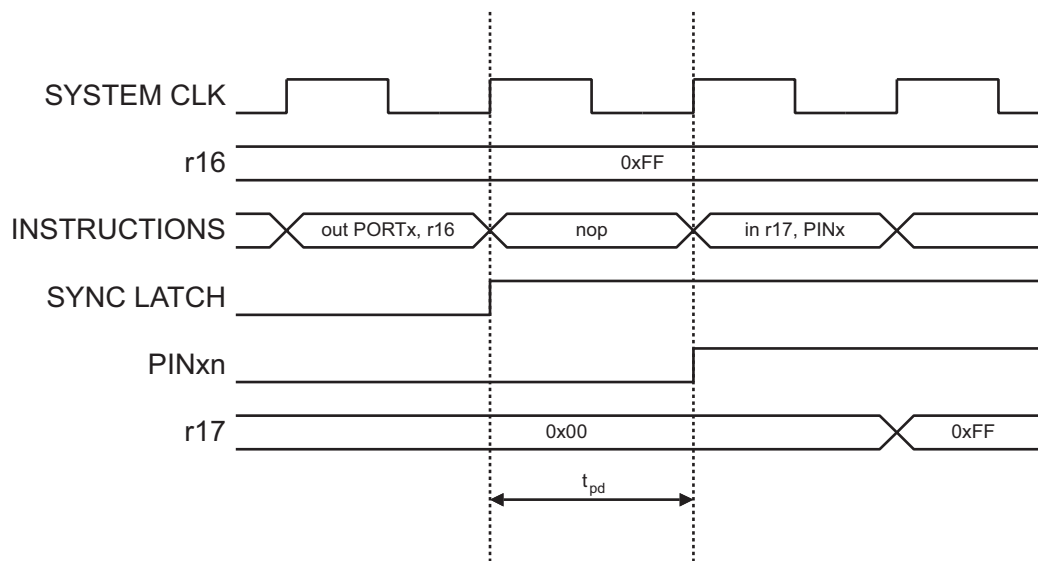 SYSTEM CLK
r16
0xFF
INSTRUCTIONS
out PORTx, r16
nop
in r17, PINx
SYNC LATCH
PINxn
r17
0x00
0xFF
tpd